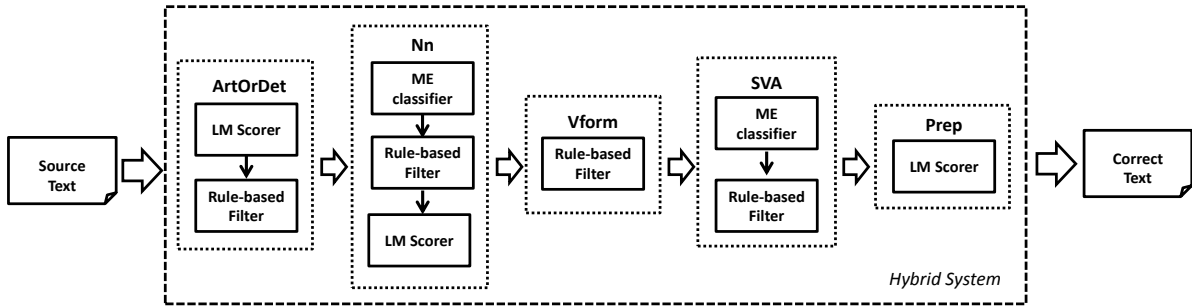 Source
Text
ArtOrDet
LM Scorer
Rule-based
Filter
Nn
ME
classifier
Rule-based
Filter
LM Scorer
Vform
Rule-based
Filter
SVA
ME
classifier
Rule-based
Filter
Prep
LM Scorer
Hybrid System
Correct
Text